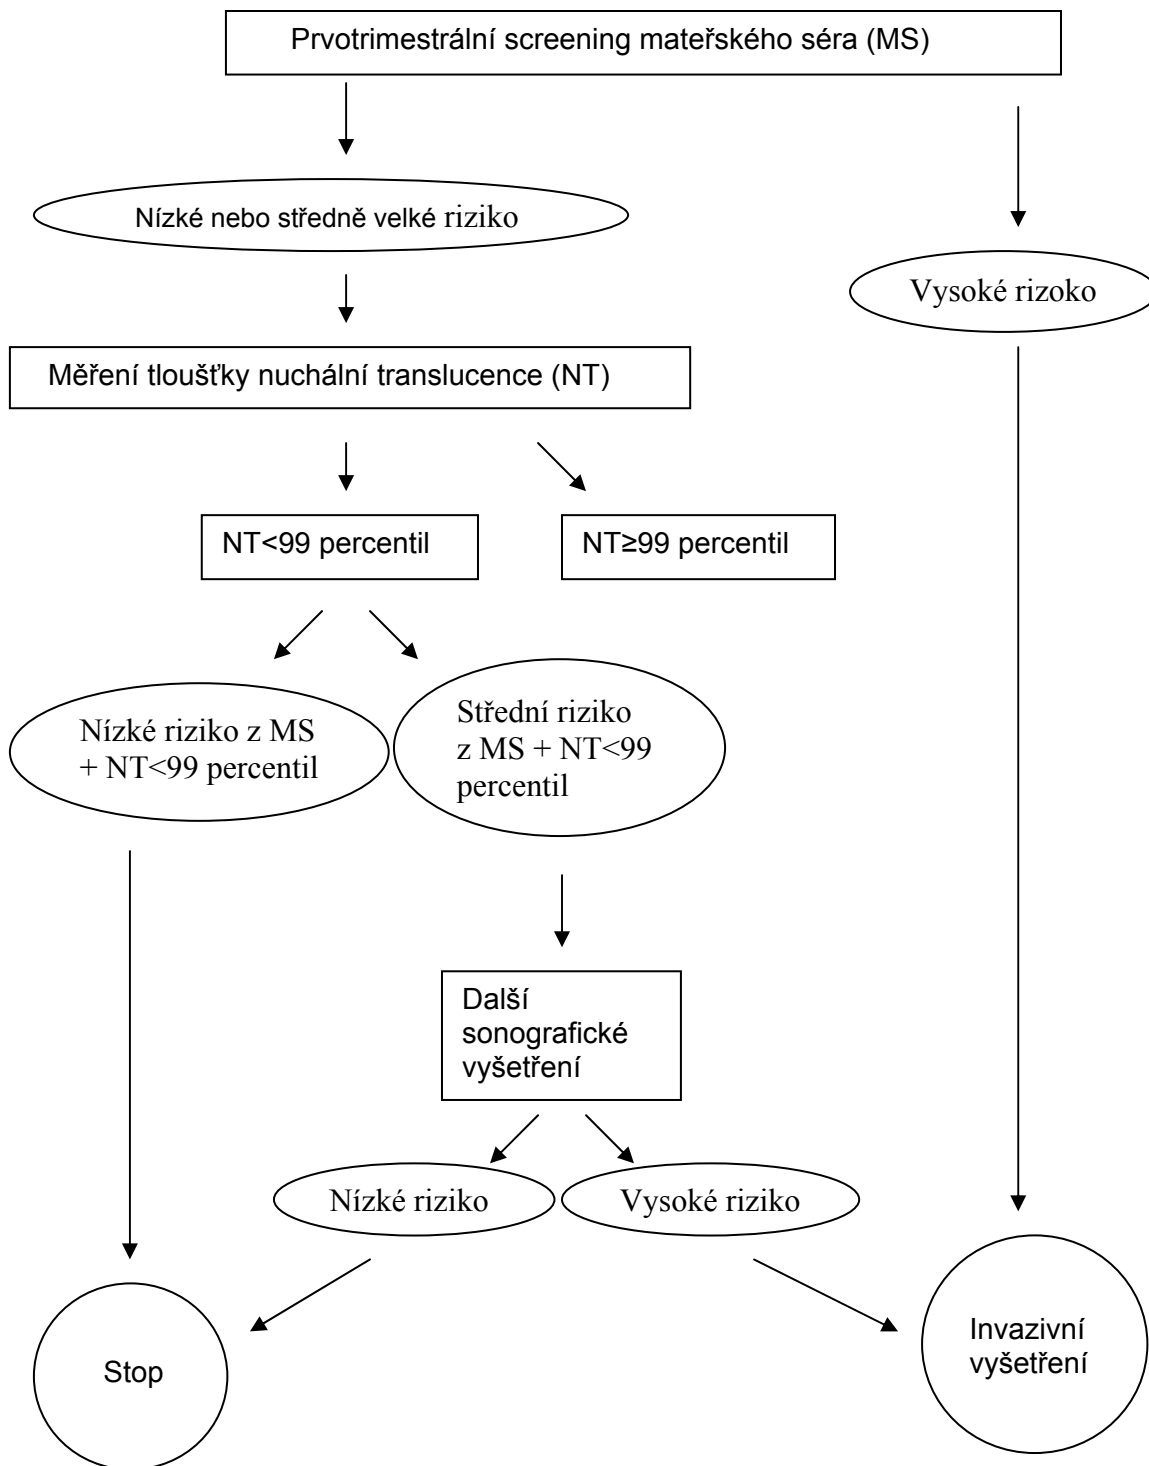 Prvotrimestrální screening mateřského séra (MS)
Nízké nebo středně velké riziko
Vysoké rizoko
Měření tloušťky nuchální translucence (NT)
NT<99 percentil
NT≥99 percentil
Nízké riziko z MS
+ NT<99 percentil
Střední riziko
z MS + NT<99
percentil
Další
sonografické
vyšetření
Nízké riziko
Vysoké riziko
Stop
Invazivní
vyšetření